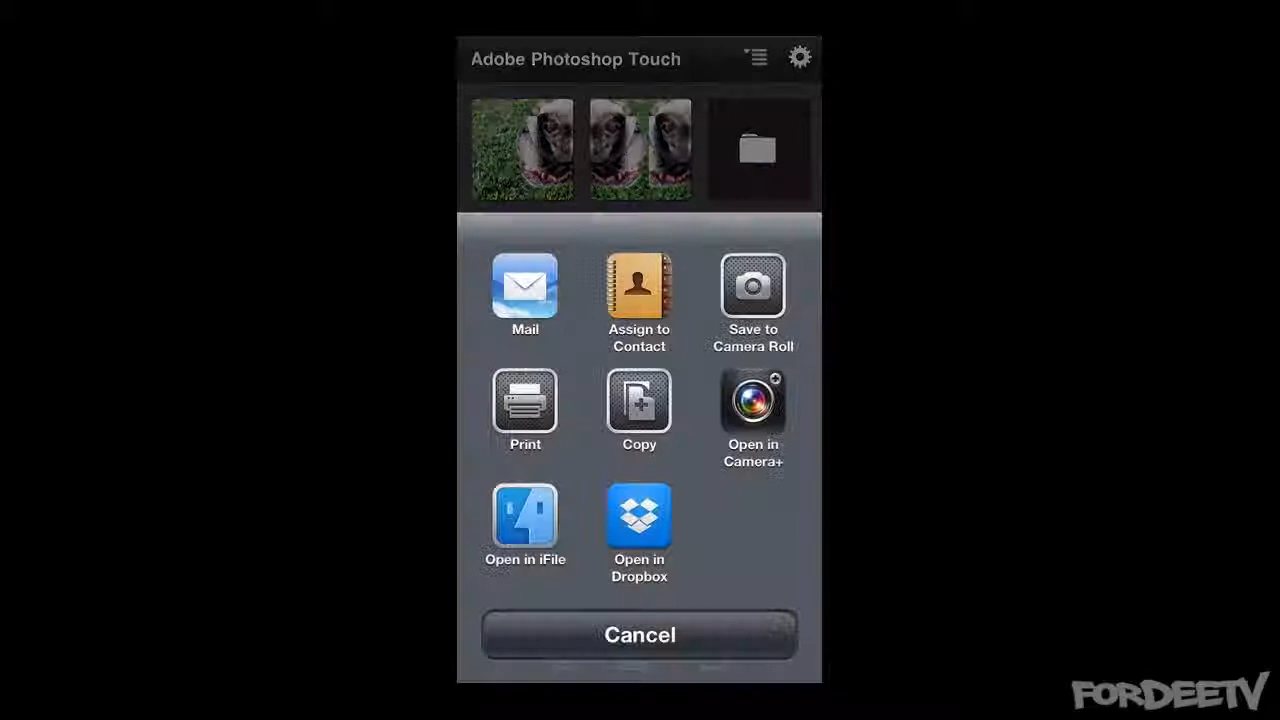 Adobe Photoshop Touch
Mail
Assign to
Contact
Save to
Camera Roll
Print
Copy
Open in
Camera+
Open in iFile
Open in
Dropbox
Cancel
FORDEETV